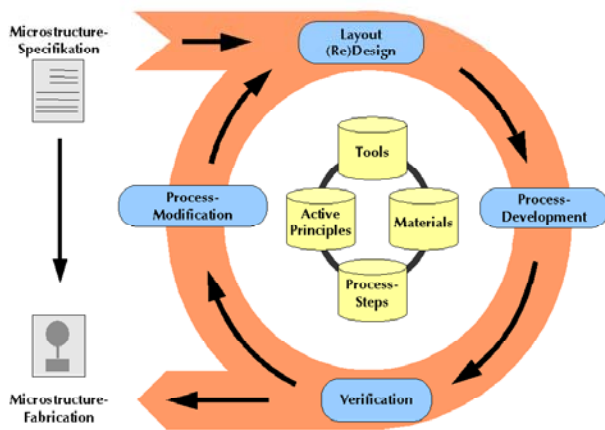 Microstructure-
Specifikation
Layout
(Re)Design
Tools
Process-
Modification
Active
Principles
Materials
Process-
Development
Process-
Steps
Microstructure-
Fabrication
Verification